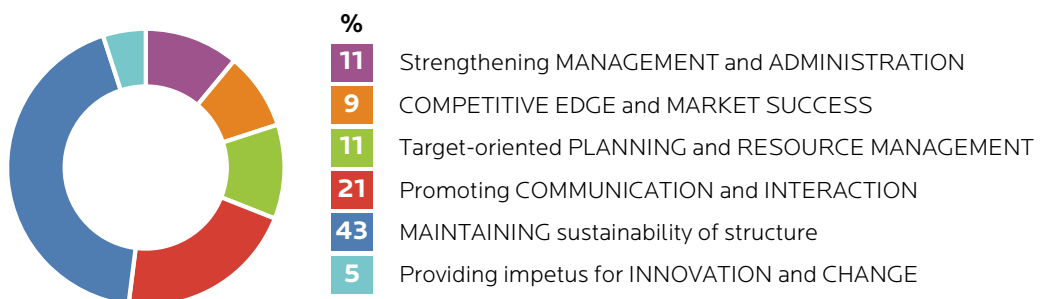 %
11 Strengthening MANAGEMENT and ADMINISTRATION
9 COMPETITIVE EDGE and MARKET SUCCESS
11 Target-oriented PLANNING and RESOURCE MANAGEMENT
21 Promoting COMMUNICATION and INTERACTION
43 MAINTAINING sustainability of structure
5 Providing impetus for INNOVATION and CHANGE